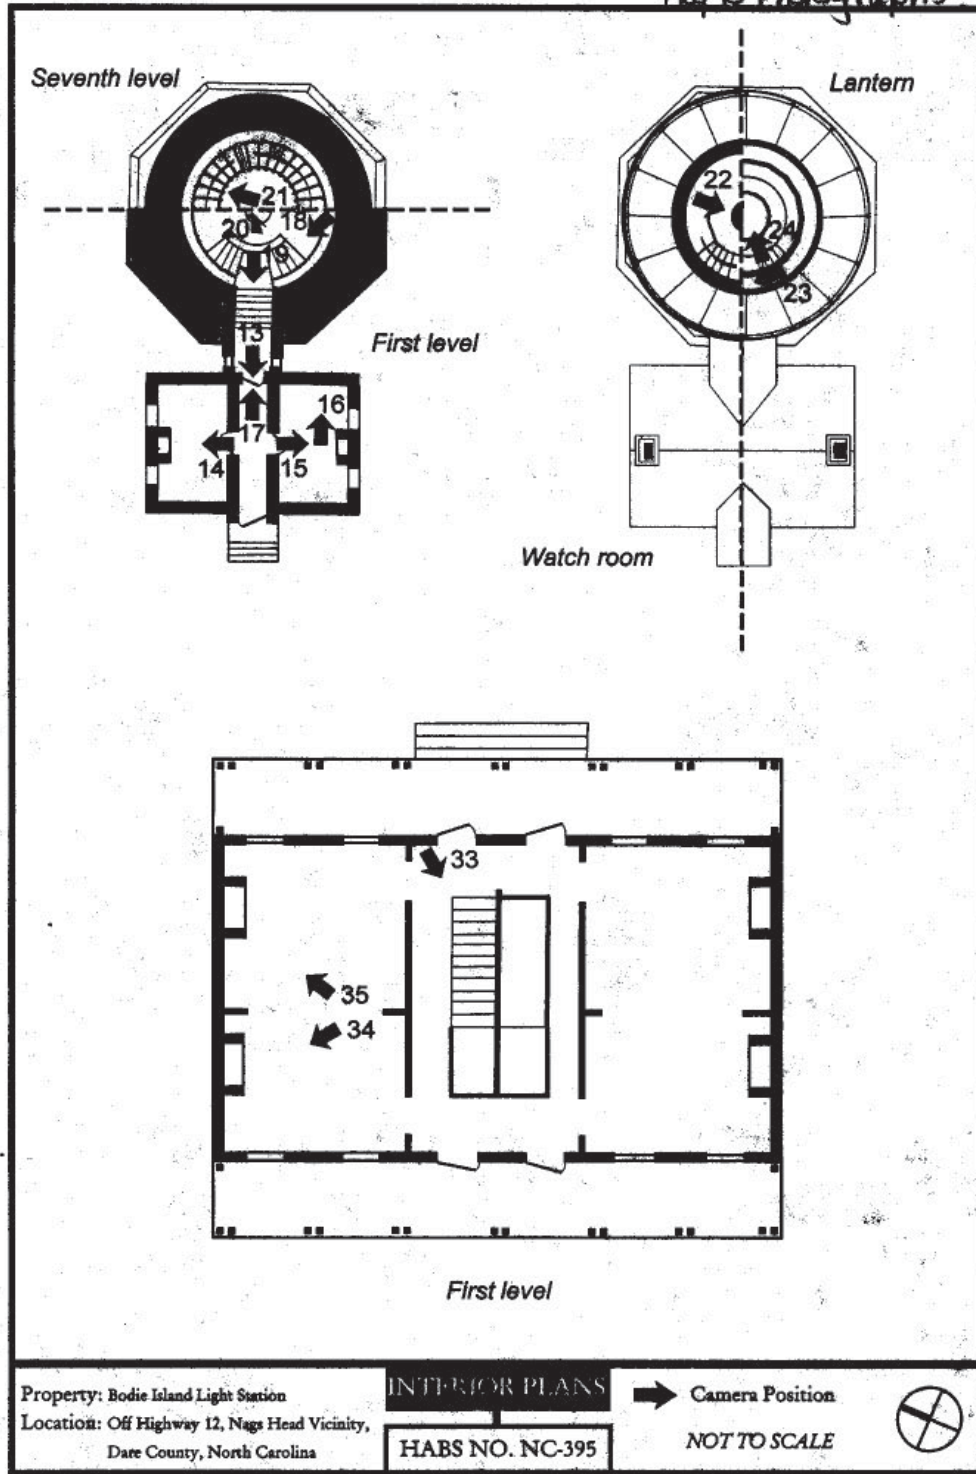 Seventh level
Lantern
21
20
18
9
22
24
23
13
First level
16
17
14
15
Watch room
33
35
34
First level
Property: Bodie Island Light Station
Location: Off Highway 12, Nags Head Vicinity,
Dare County, North Carolina
INTERIOR PLANS
HABS NO. NC-395
Camera Position
NOT TO SCALE